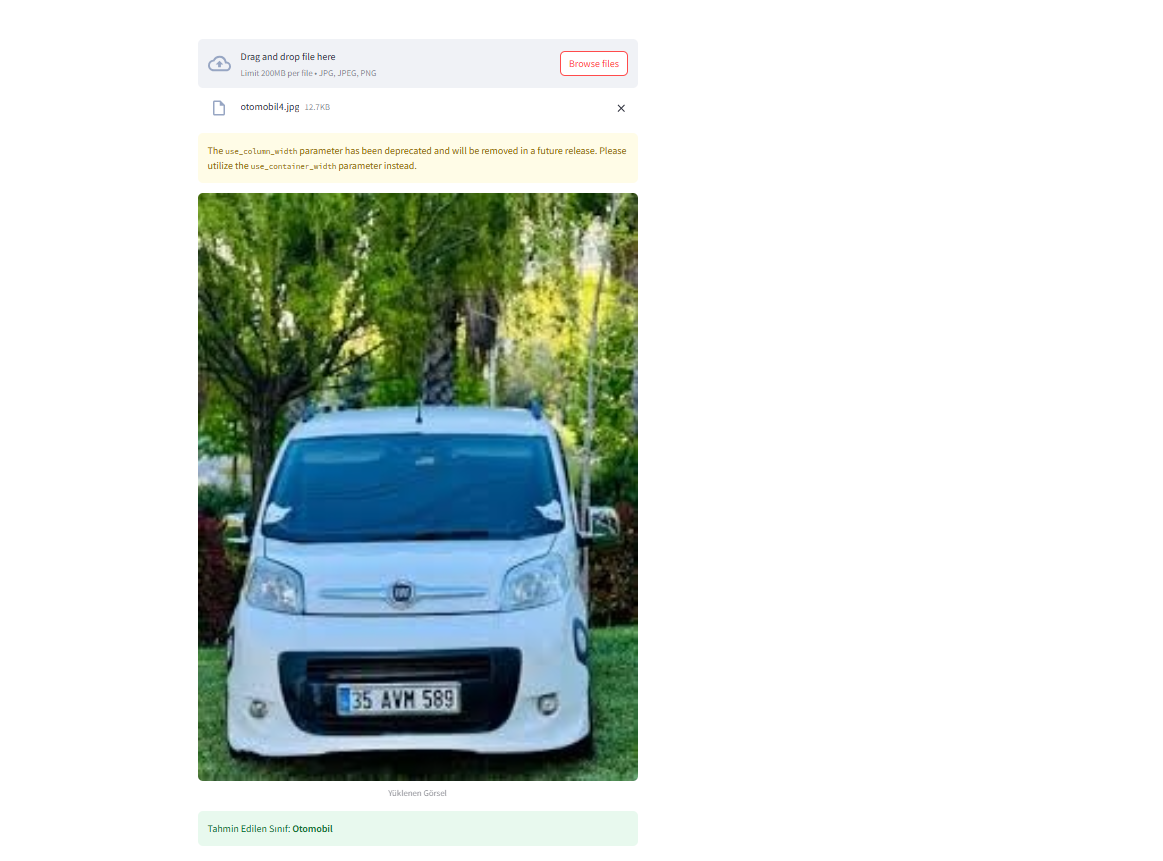 Drag and drop file here
Limit 200MB per file • JPG, JPEG, PNG
Browse files
otomobil4.jpg 12.7KB
The use_column_width parameter has been deprecated and will be removed in a future release. Please
utilize the use_container_width parameter instead.
FIAT
35 AVM 589
Yüklenen Görsel
Tahmin Edilen Sınıf: Otomobil